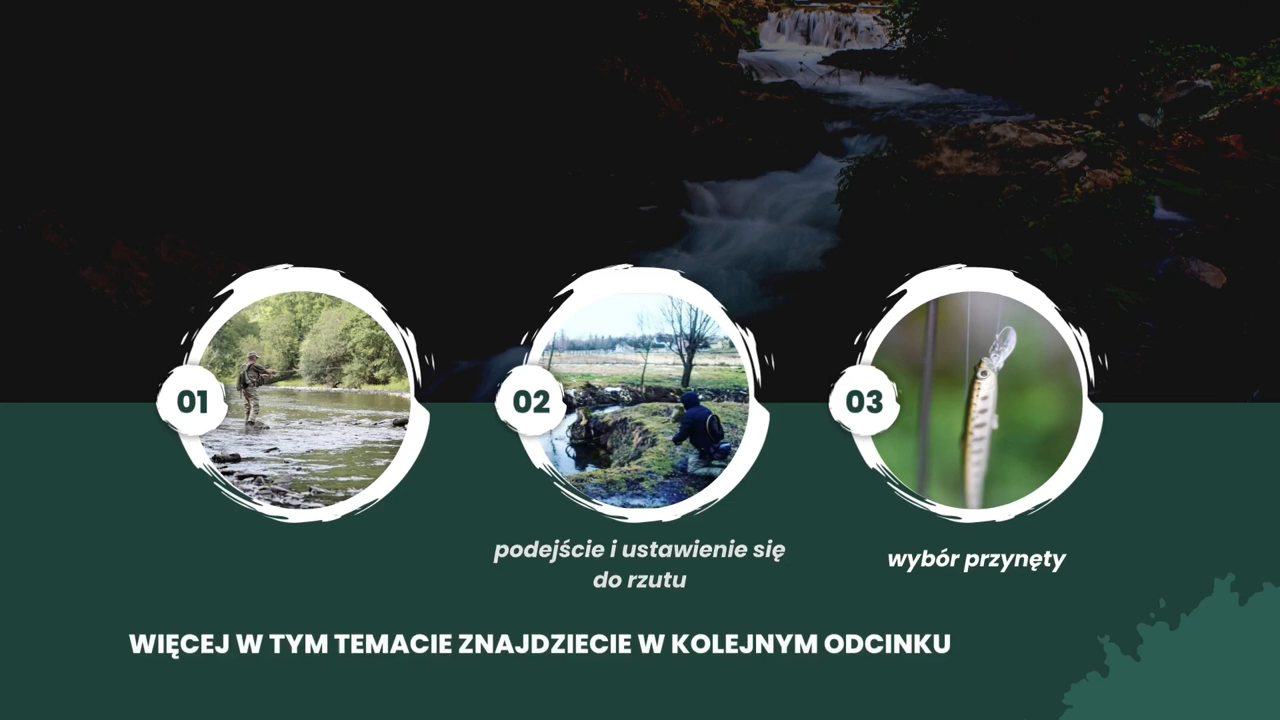 01
02
03
podejście i ustawienie się
do rzutu
wybór przynęty
WIĘCEJ W TYM TEMACIE ZNAJDZIECIE W KOLEJNYM ODCINKU